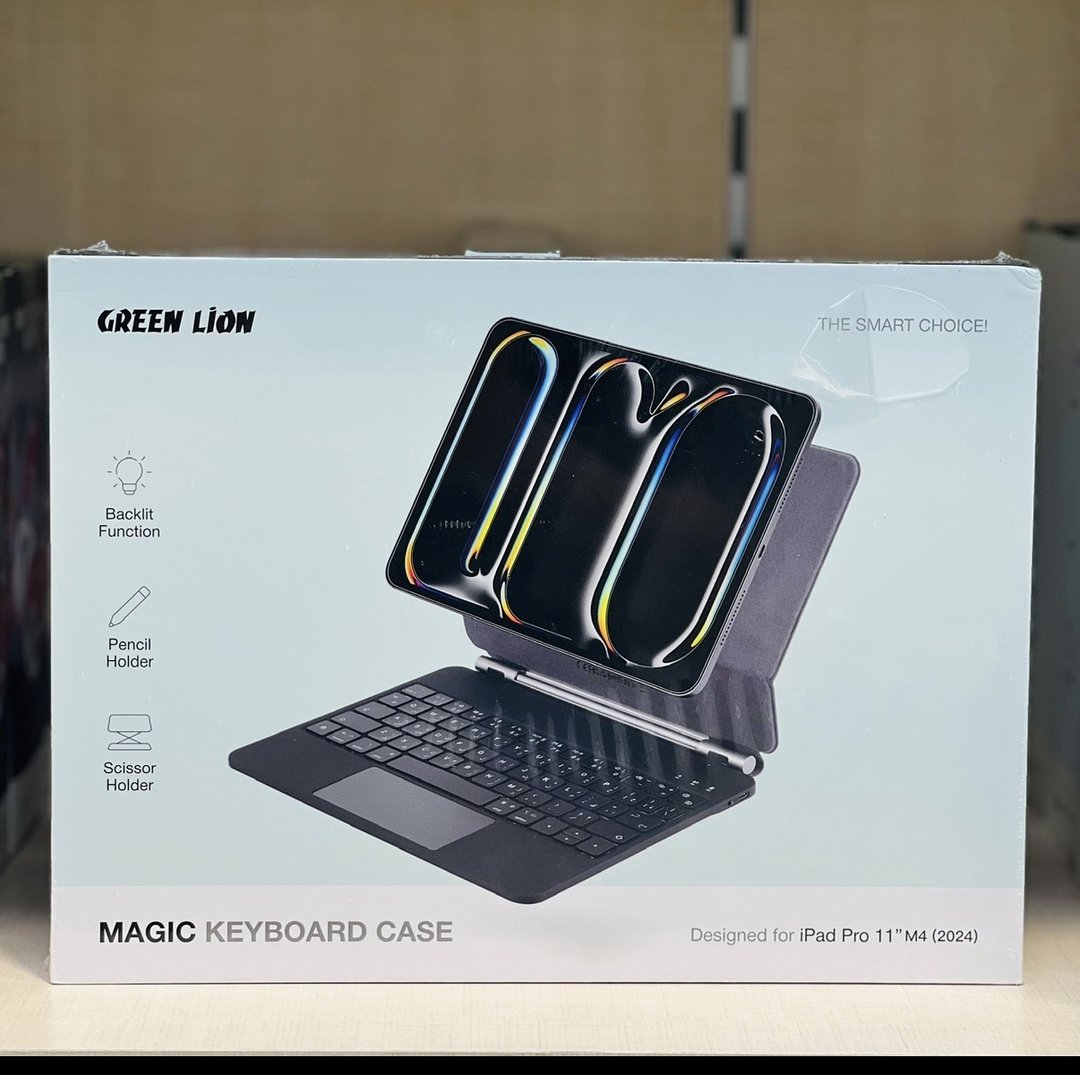 GREEN LiON
THE SMART CHOICE!
Backlit
Function
Pencil
Holder
Scissor
Holder
MAGIC KEYBOARD CASE
Designed for iPad Pro 11” M4 (2024)